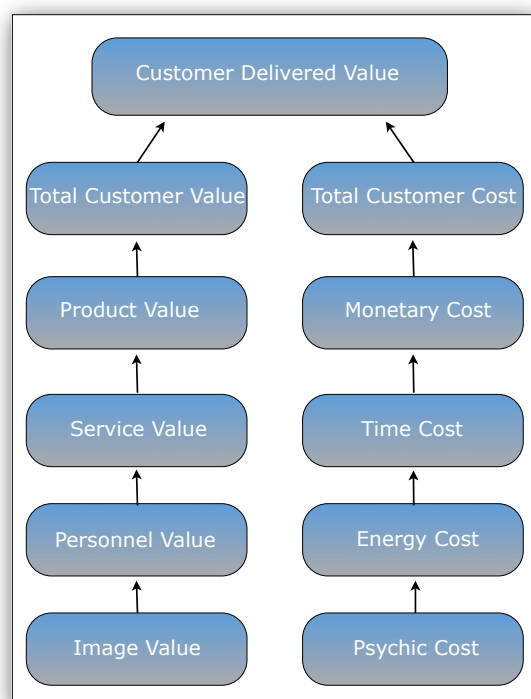 Customer Delivered Value
Total Customer Value
Total Customer Cost
Product Value
Monetary Cost
Service Value
Time Cost
Personnel Value
Energy Cost
Image Value
Psychic Cost